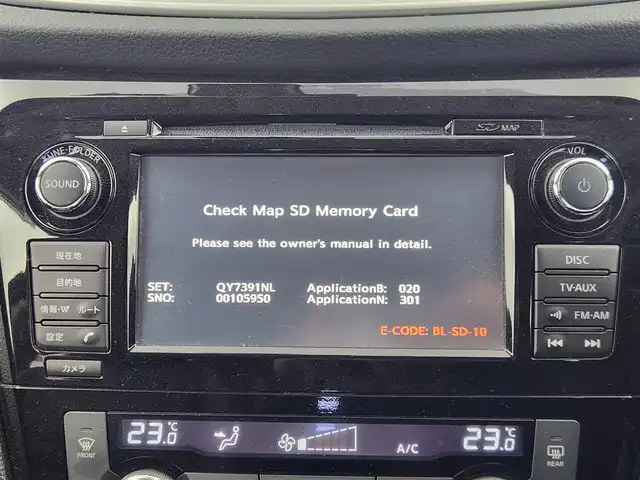 SD MAP
TUNE·FOLDER
VOL
SOUND
Check Map SD Memory Card
Please see the owner's manual in detail.
SET: QY7391NL ApplicationB: 020
SNO: 00105950 ApplicationN: 301
E-CODE: BL-SD-10
現在地
目的地
情報・VI ルート
設定
カメラ
DISC
TV·AUX
FM·AM
23.0℃
A/C
23.0℃
FRONT
REAR